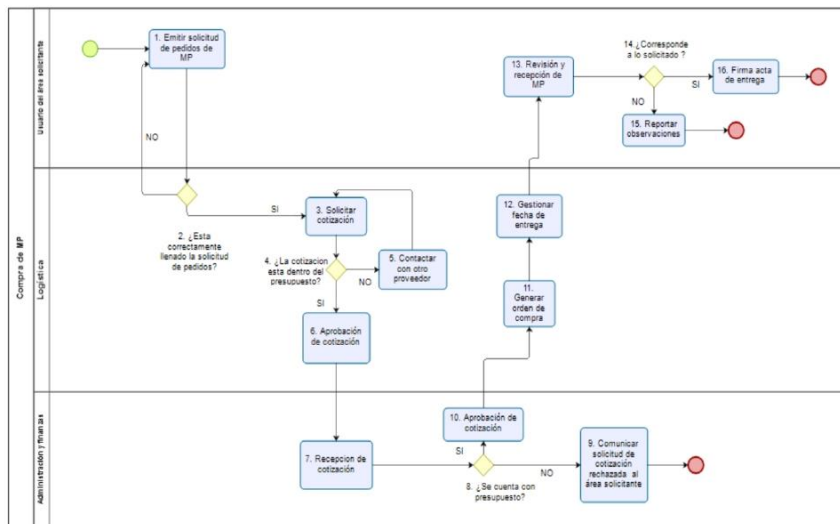 Compra de MP
Usuario del área solicitante
1. Emitir solicitud
de pedidos de
MP
NO
13. Revisión y
recepción de
MP
14. ¿Corresponde
a lo solicitado ?
SI
16. Firma acta
de entrega
NO
15. Reportar
observaciones
Logística
SI
2. ¿Esta
correctamente
llenado la solicitud
de pedidos?
3. Solicitar
cotización
4. ¿La cotizacion
esta dentro del
presupuesto?
NO
5. Contactar
con otro
proveedor
SI
6. Aprobación
de cotización
12. Gestionar
fecha de
entrega
11.
Generar
orden de
compra
Administración y finanzas
7. Recepcion de
cotización
SI
10. Aprobación de
cotización
8. ¿Se cuenta con
presupuesto?
NO
9. Comunicar
solicitud de
cotización
rechazada al
área solicitante